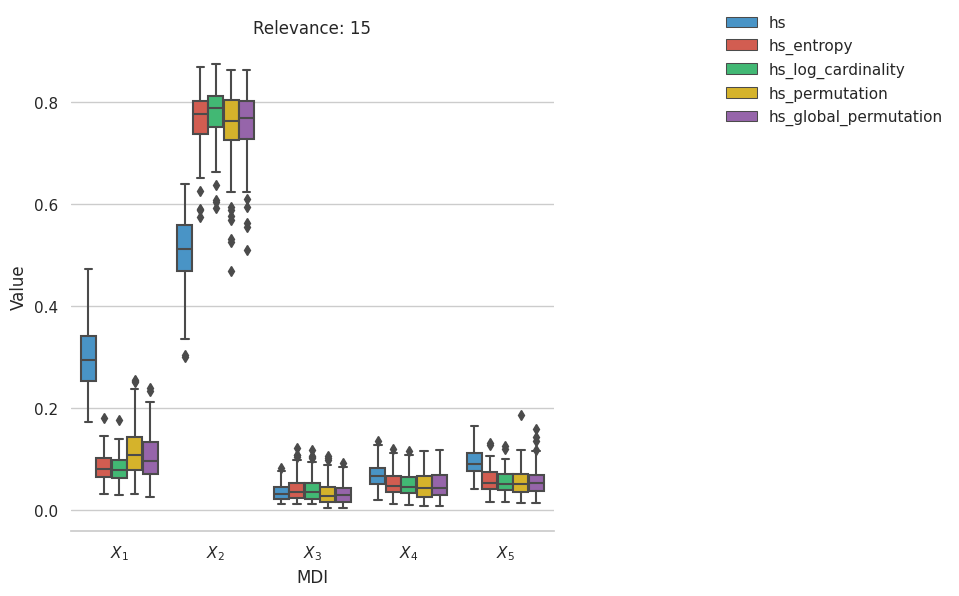 Relevance: 15
hs
hs_entropy
hs_log_cardinality
hs_permutation
hs_global_permutation
Value
0.8
0.6
0.4
0.2
0.0
X₁ X₂ X₃ X₄ X₅
MDI